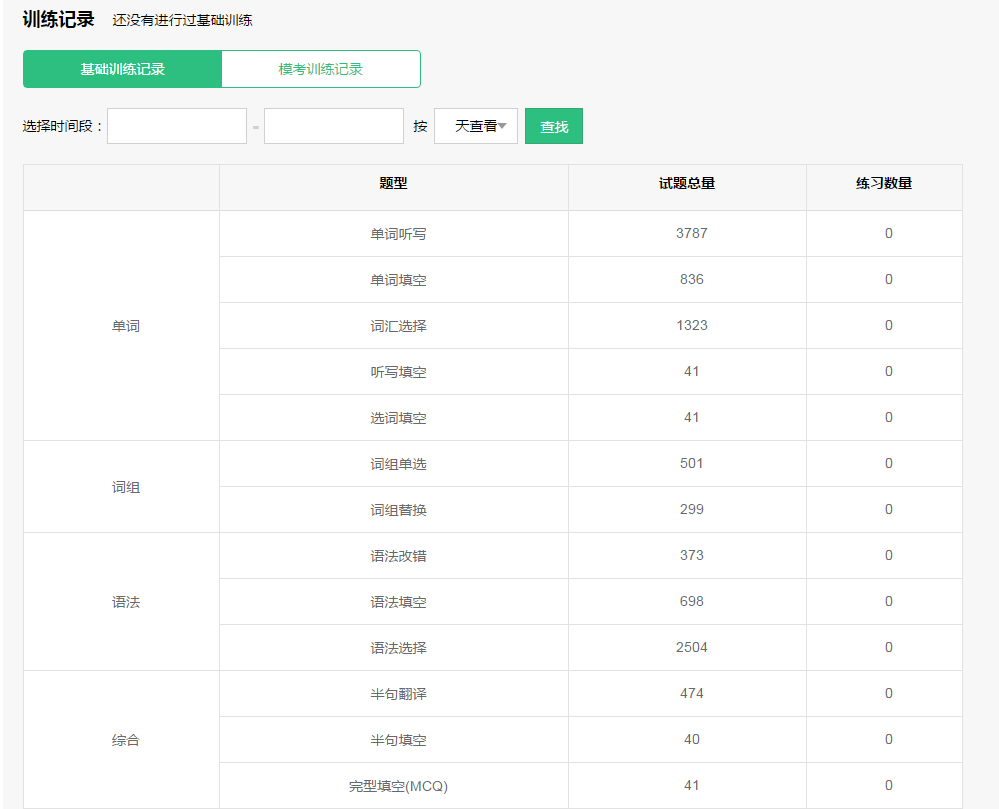 训练记录 还没有进行过基础训练
基础训练记录 模考训练记录
选择时间段： - 按 天查看 查找
题型 试题总量 练习数量
单词听写 3787 0
单词填空 836 0
单词 词汇选择 1323 0
听写填空 41 0
选词填空 41 0
词组 词组单选 501 0
词组替换 299 0
语法改错 373 0
语法 语法填空 698 0
语法选择 2504 0
半句翻译 474 0
综合 半句填空 40 0
完型填空(MCQ) 41 0